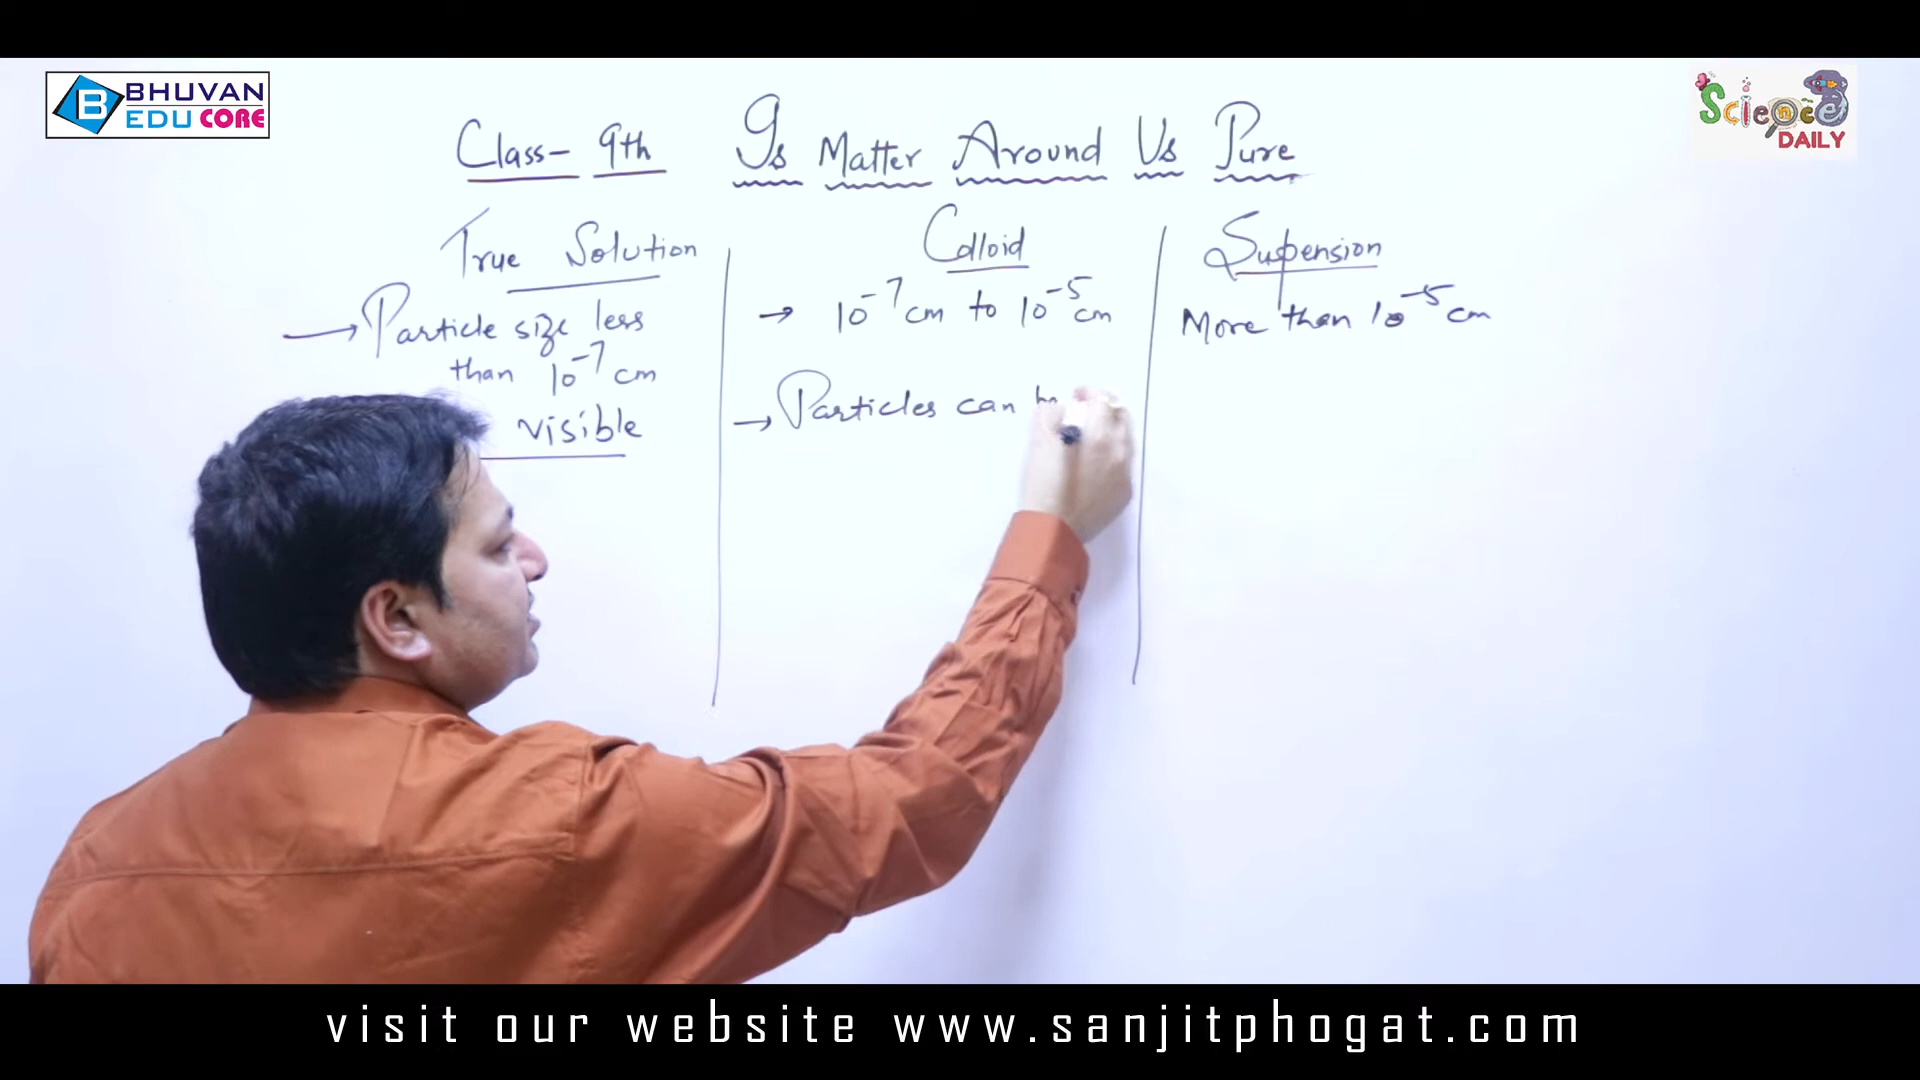 BHUVAN
EDU CORE
Science
DAILY
Class- 9th Is Matter Around Us Pure
True Solution
→ Particle size less
than 10⁻⁷ cm
visible
Colloid
→ 10⁻⁷ cm to 10⁻⁵ cm
→ Particles can
Suspension
More than 10⁻⁵ cm
visit our website www.sanjitphogat.com